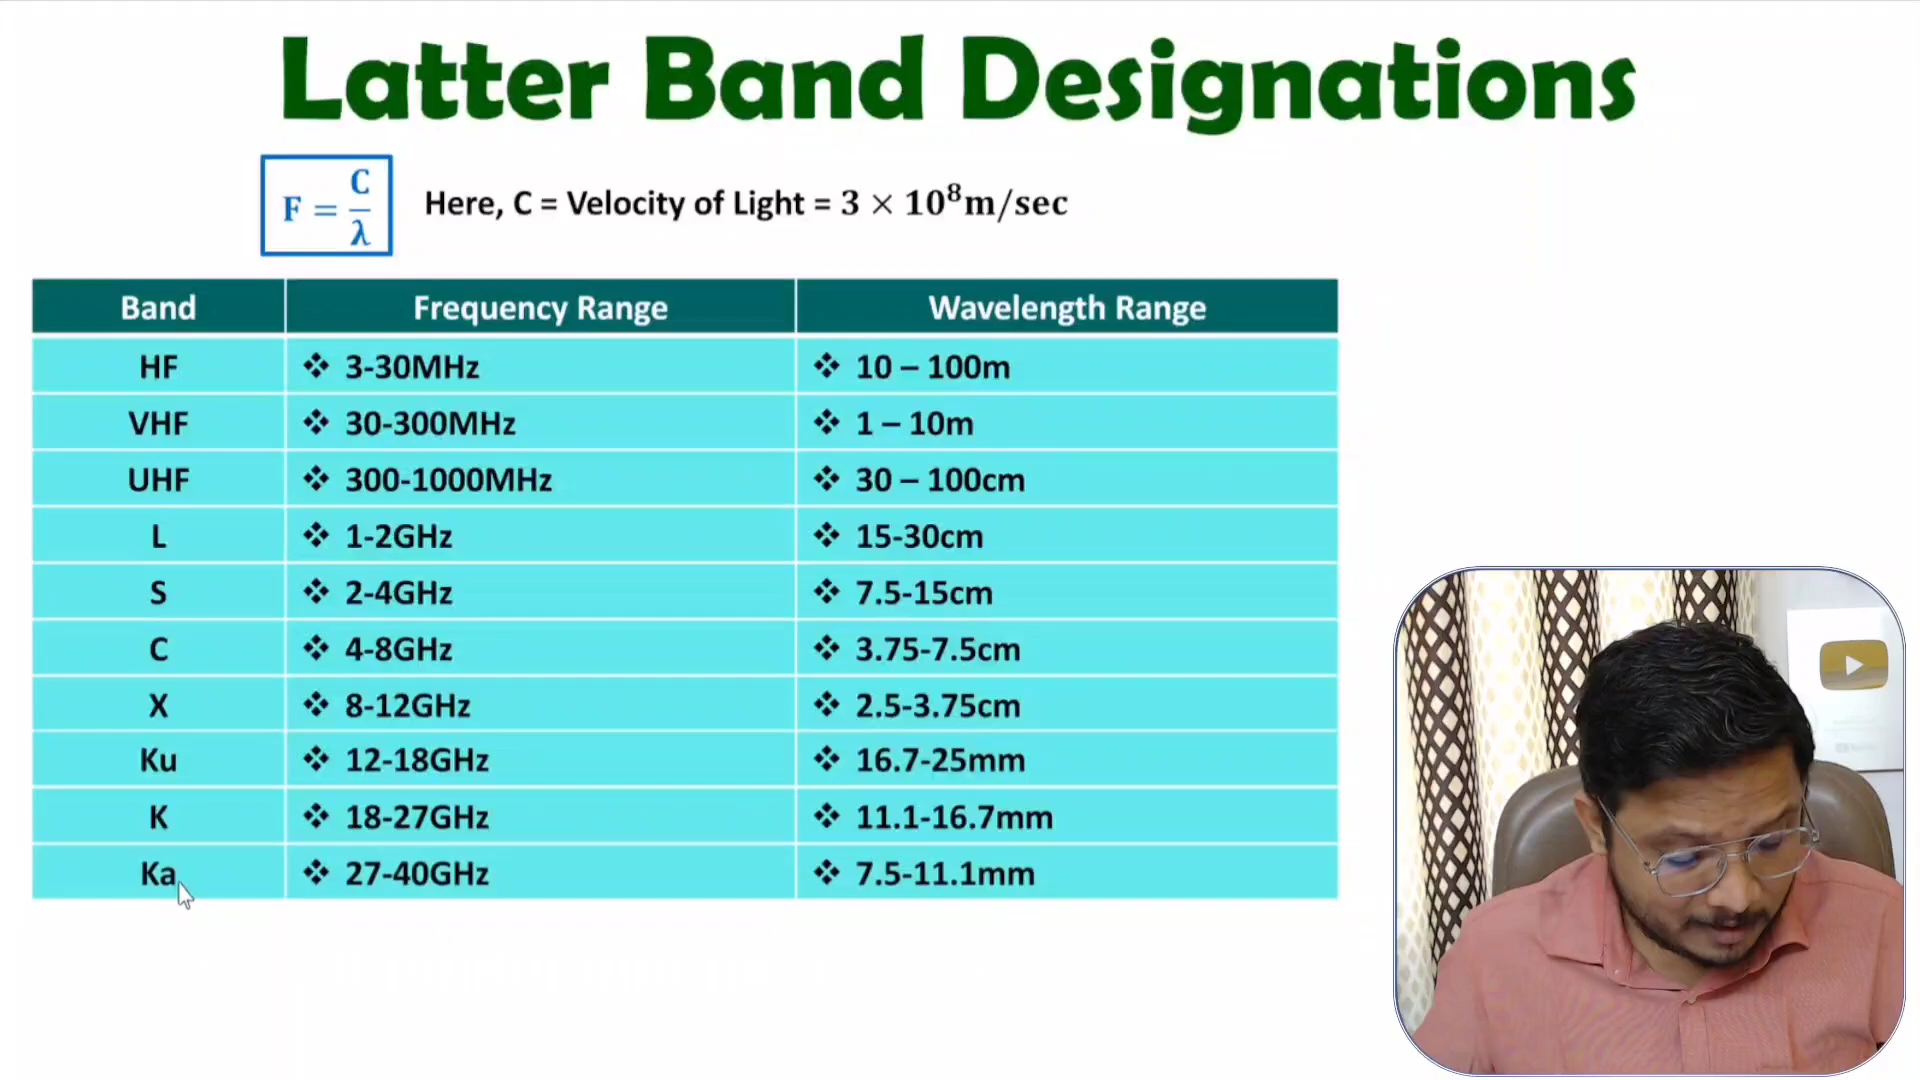 Latter Band Designations
F = C/λ Here, C = Velocity of Light = 3 × 10⁸m/sec
Band Frequency Range Wavelength Range
HF ❖ 3-30MHz ❖ 10 – 100m
VHF ❖ 30-300MHz ❖ 1 – 10m
UHF ❖ 300-1000MHz ❖ 30 – 100cm
L ❖ 1-2GHz ❖ 15-30cm
S ❖ 2-4GHz ❖ 7.5-15cm
C ❖ 4-8GHz ❖ 3.75-7.5cm
X ❖ 8-12GHz ❖ 2.5-3.75cm
Ku ❖ 12-18GHz ❖ 16.7-25mm
K ❖ 18-27GHz ❖ 11.1-16.7mm
Ka ❖ 27-40GHz ❖ 7.5-11.1mm